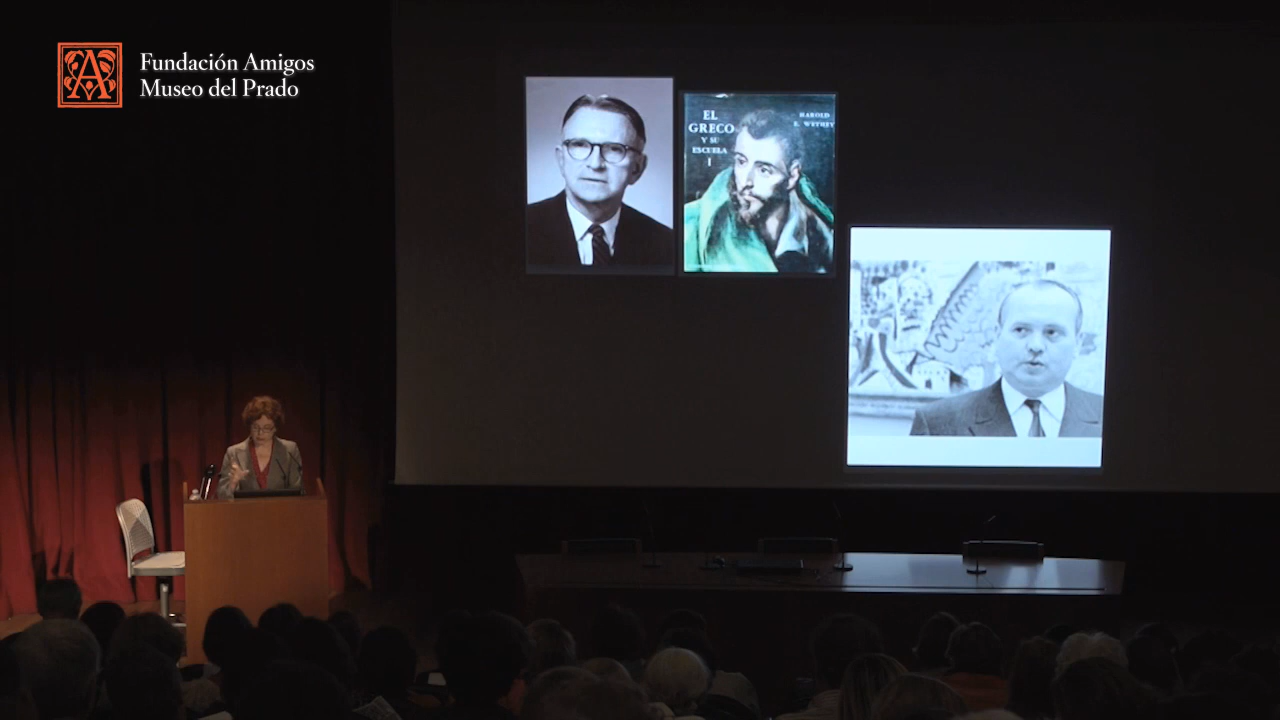 Fundación Amigos
Museo del Prado
EL
GRECO
Y SU
ESCUELA
I
HAROLD
E. WETHEY